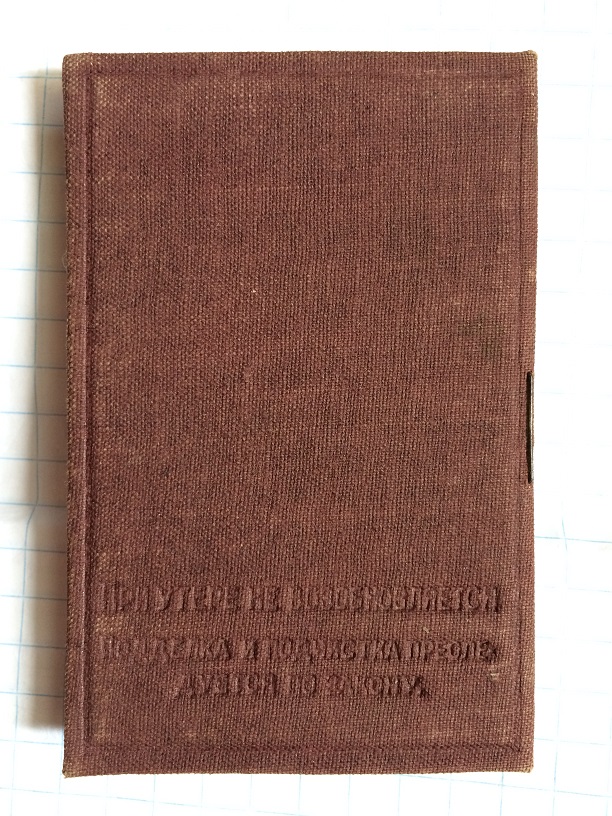 ПРИ УТЕРЕ НЕ ВОЗОБНОВЛЯЕТСЯ
ПОДДЕЛКА И ПОДЧИСТКА ПРЕСЛЕ-
ДУЕТСЯ ПО ЗАКОНУ